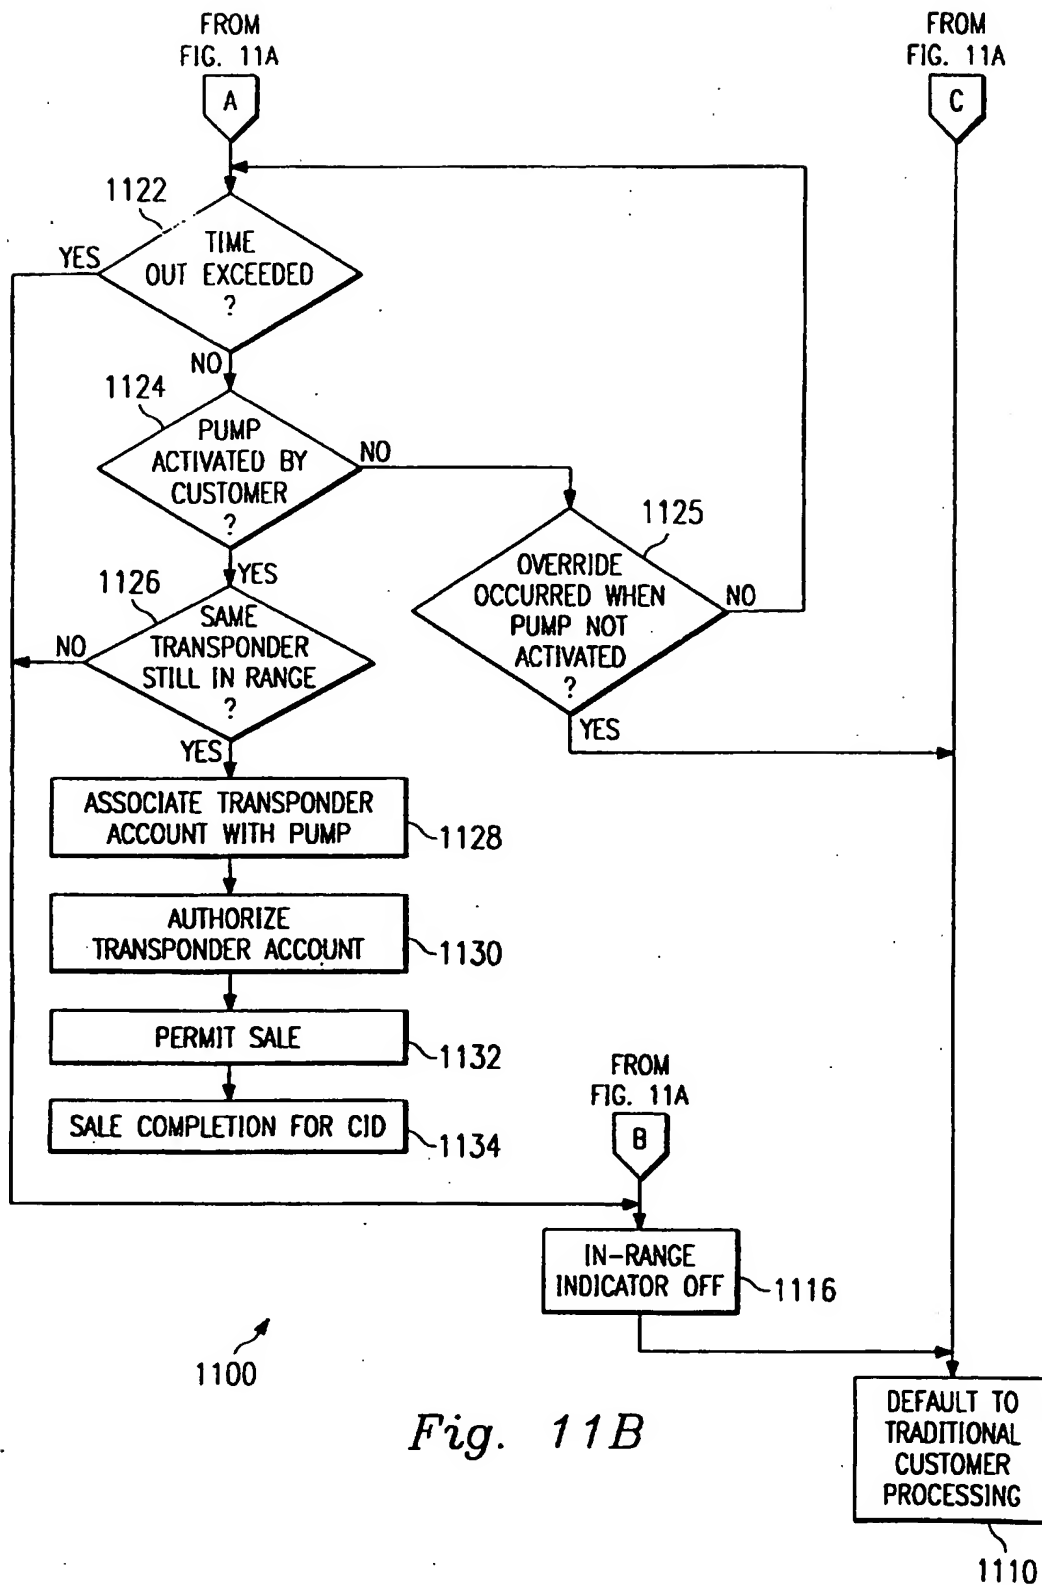 FROM
FIG. 11A
A
FROM
FIG. 11A
C
1122
TIME
OUT EXCEEDED
?
YES
NO
1124
PUMP
ACTIVATED BY
CUSTOMER
?
NO
YES
1125
OVERRIDE
OCCURRED WHEN
PUMP NOT
ACTIVATED
?
NO
YES
1126
SAME
TRANSPONDER
STILL IN RANGE
?
NO
YES
ASSOCIATE TRANSPONDER
ACCOUNT WITH PUMP
1128
AUTHORIZE
TRANSPONDER ACCOUNT
1130
PERMIT SALE
1132
SALE COMPLETION FOR CID
1134
FROM
FIG. 11A
B
IN-RANGE
INDICATOR OFF
1116
1100
DEFAULT TO
TRADITIONAL
CUSTOMER
PROCESSING
1110
Fig. 11B